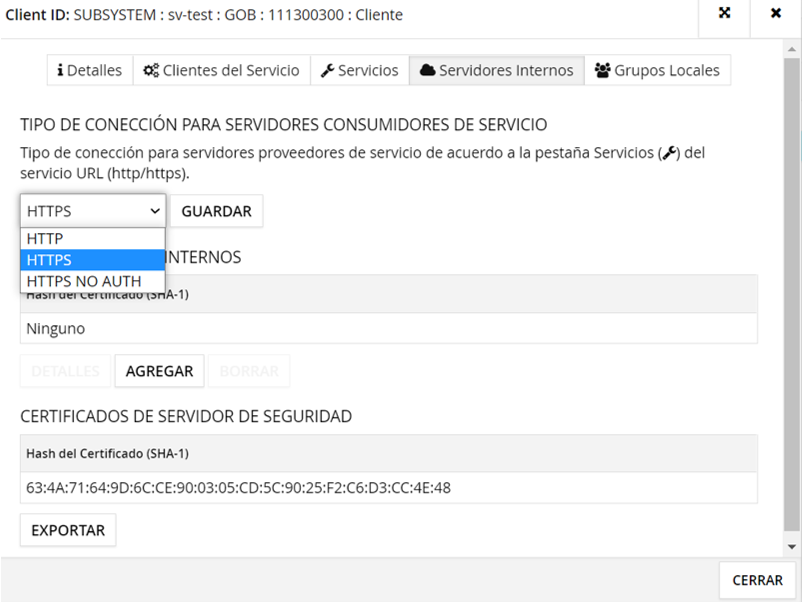 Client ID: SUBSYSTEM : sv-test : GOB : 111300300 : Cliente
Detalles
Clientes del Servicio
Servicios
Servidores Internos
Grupos Locales
TIPO DE CONECCIÓN PARA SERVIDORES CONSUMIDORES DE SERVICIO
Tipo de conección para servidores proveedores de servicio de acuerdo a la pestaña Servicios () del
servicio URL (http/https).
HTTPS
GUARDAR
HTTP
HTTPS
HTTPS NO AUTH
INTERNOS
Hash del Certificado (SHA-1)
Ninguno
DETALLES
AGREGAR
BORRAR
CERTIFICADOS DE SERVIDOR DE SEGURIDAD
Hash del Certificado (SHA-1)
63:4A:71:64:9D:6C:CE:90:03:05:CD:5C:90:25:F2:C6:D3:CC:4E:48
EXPORTAR
CERRAR